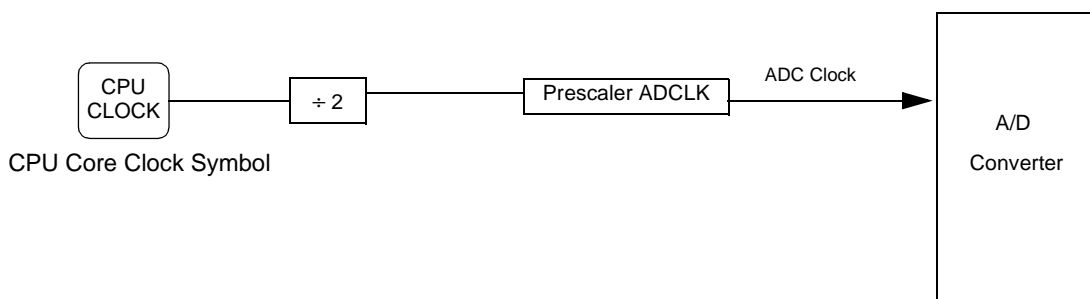 CPU
CLOCK
CPU Core Clock Symbol
÷ 2
Prescaler ADCLK
ADC Clock
A/D
Converter